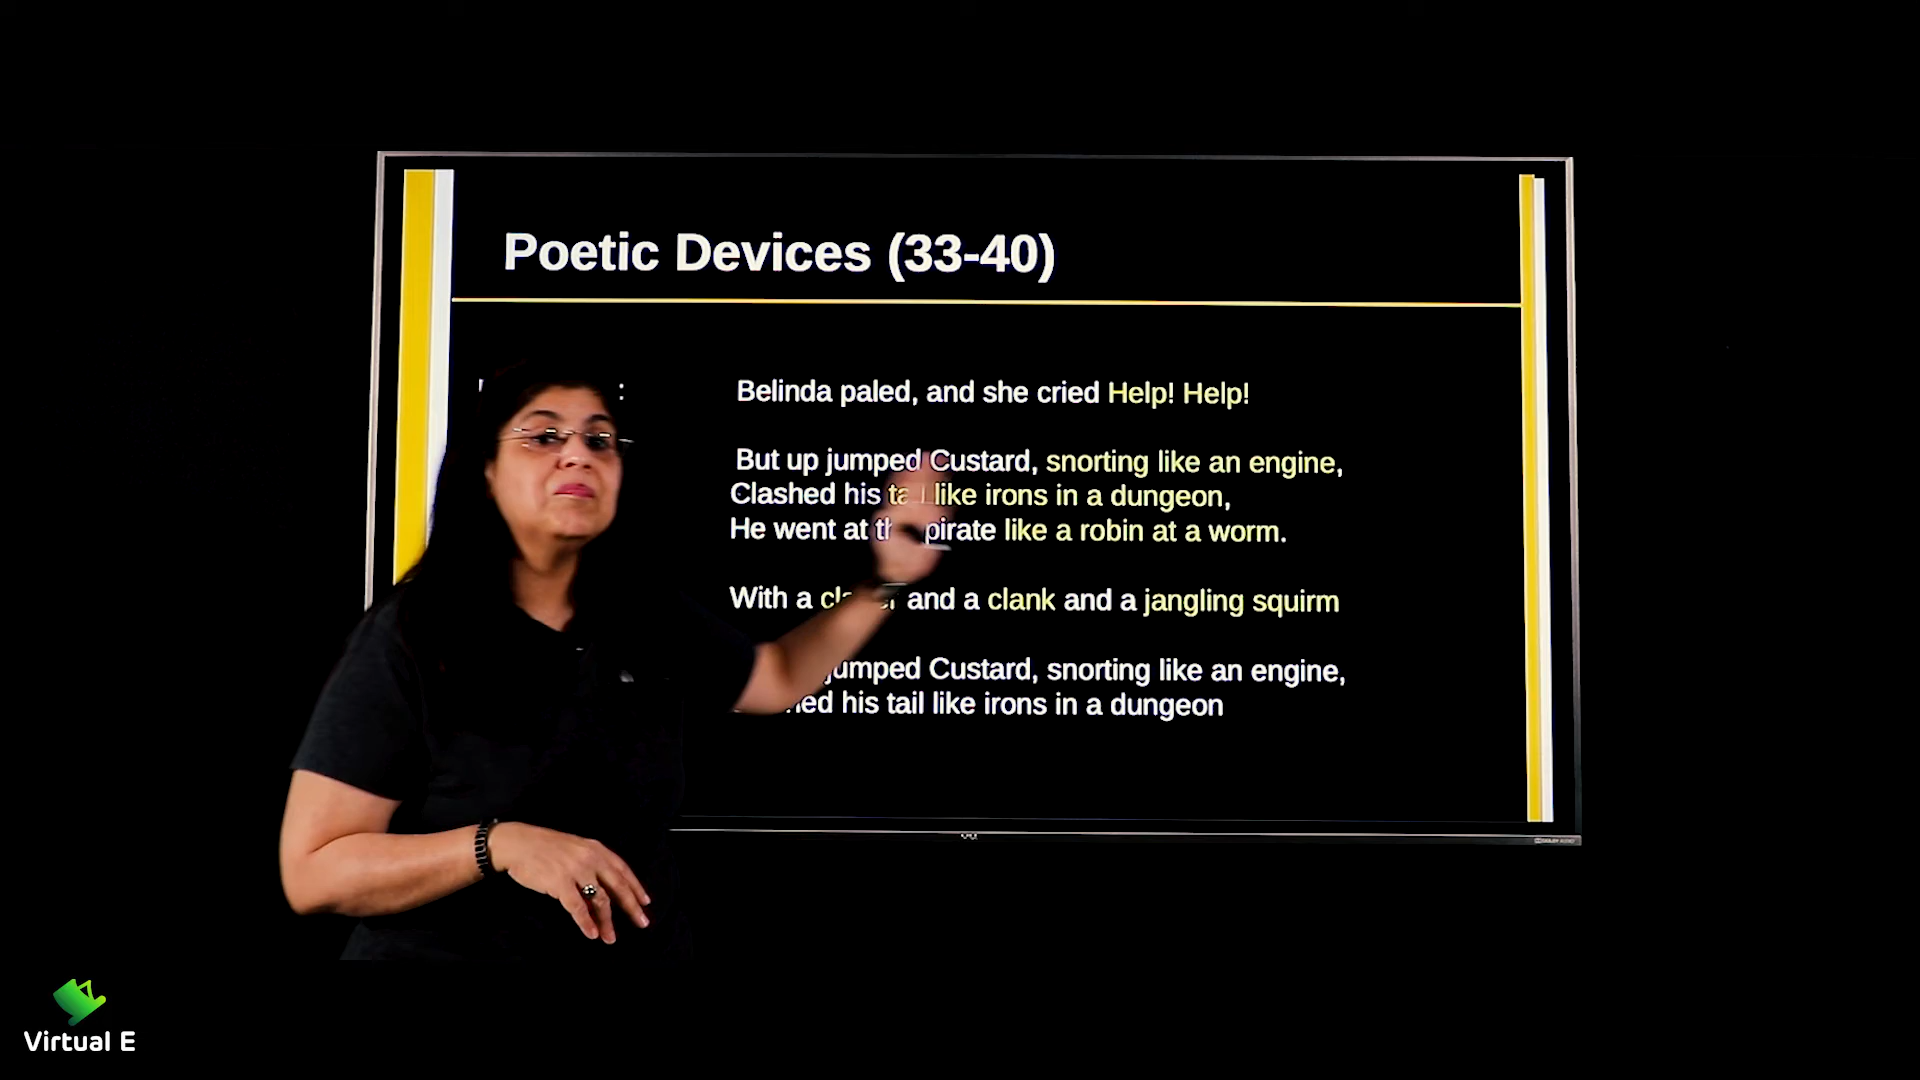 Poetic Devices (33-40)
: Belinda paled, and she cried Help! Help!
But up jumped Custard, snorting like an engine,
Clashed his like irons in a dungeon,
He went at pirate like a robin at a worm.
With a and a clank and a jangling squirm
jumped Custard, snorting like an engine,
his tail like irons in a dungeon
Virtual E